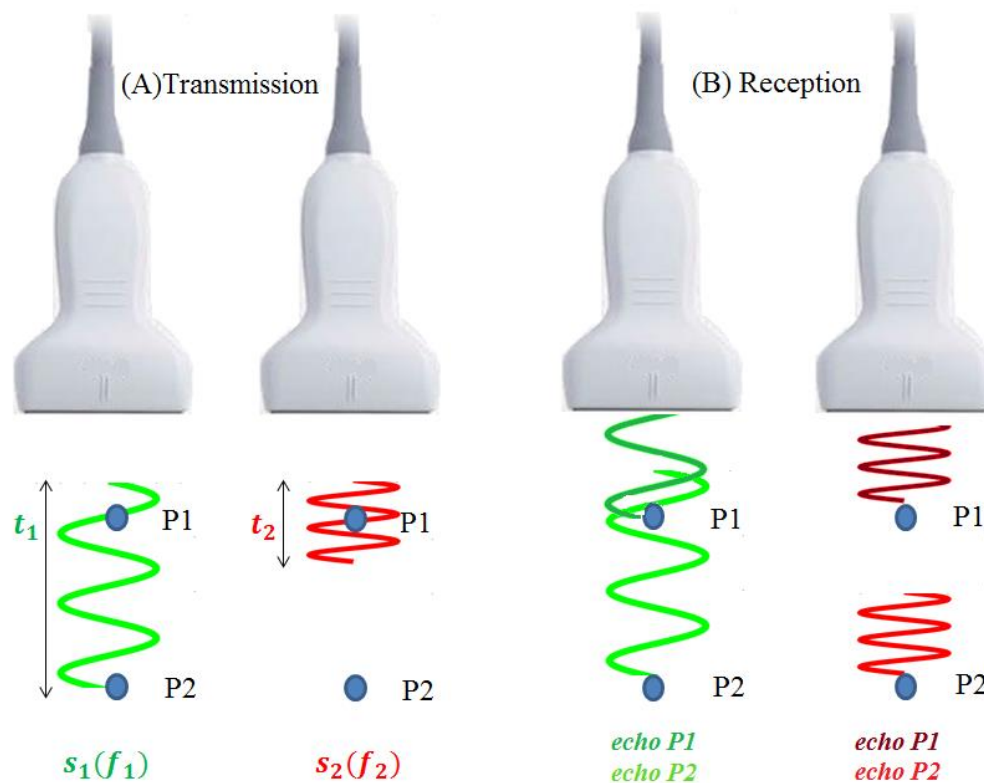 (A)Transmission
(B) Reception
t₁
P1
P2
t₂
P1
P2
P1
P2
P1
P2
s₁(f₁)
s₂(f₂)
echo P1
echo P2
echo P1
echo P2